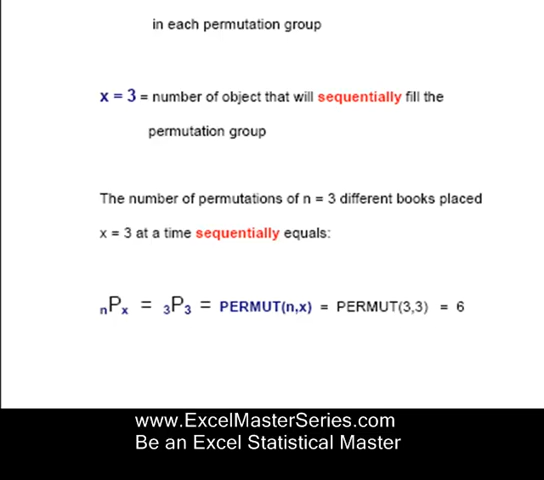 in each permutation group
x = 3 = number of object that will sequentially fill the
permutation group
The number of permutations of n = 3 different books placed
x = 3 at a time sequentially equals:
nPx = 3P3 = PERMUT(n,x) = PERMUT(3,3) = 6
www.ExcelMasterSeries.com
Be an Excel Statistical Master